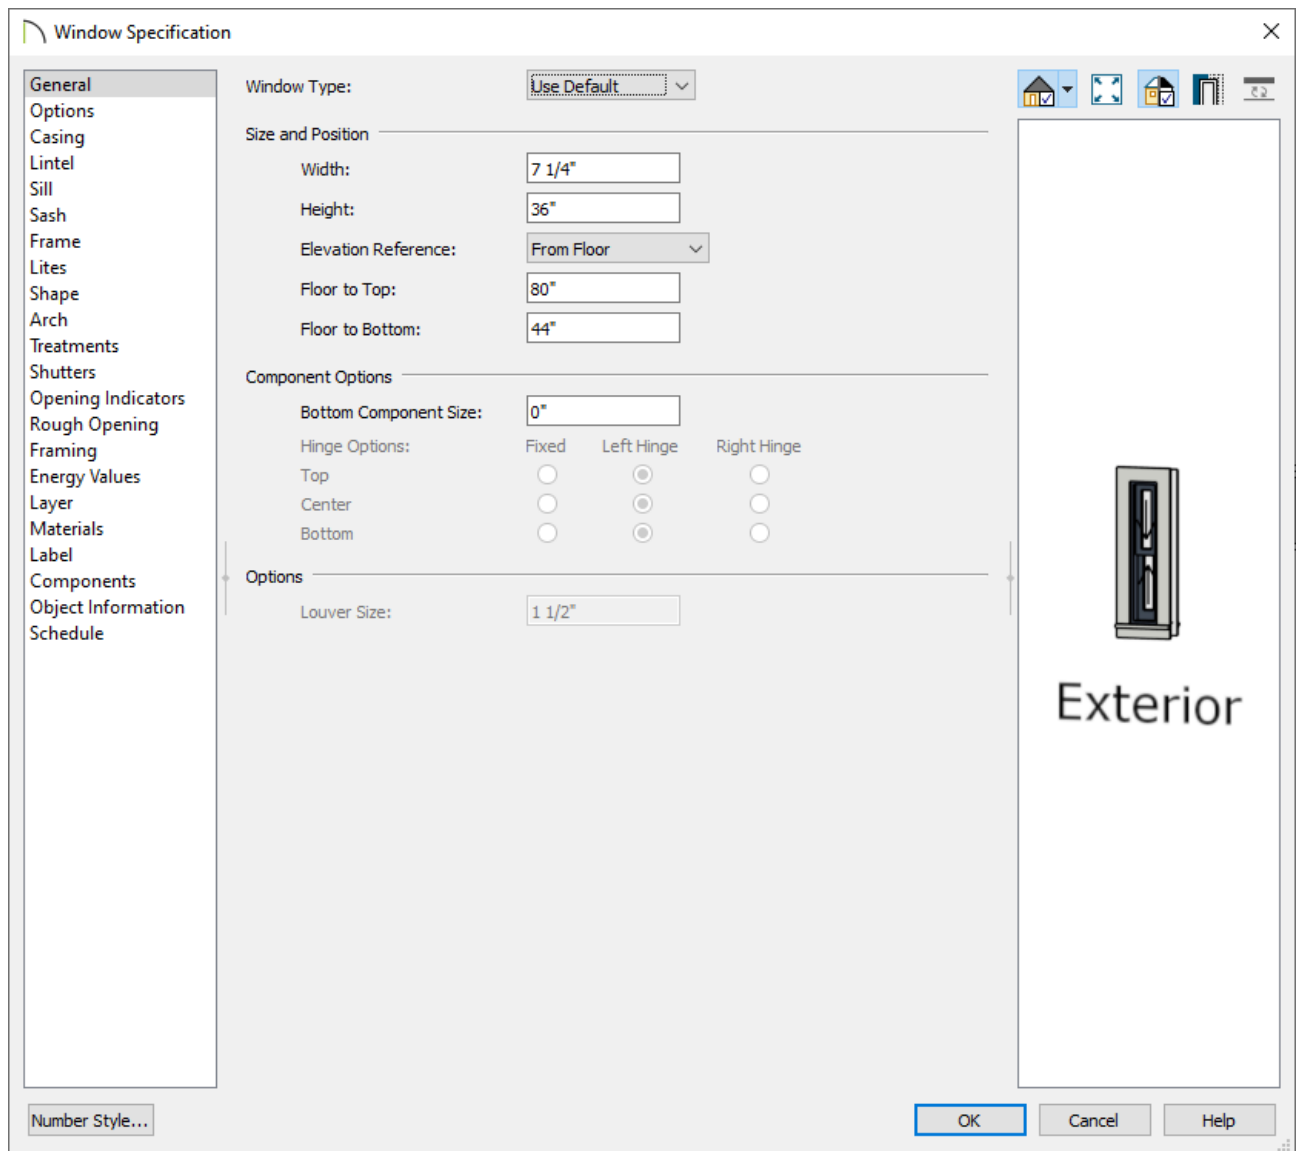 Window Specification
General
Options
Casing
Lintel
Sill
Sash
Frame
Lites
Shape
Arch
Treatments
Shutters
Opening Indicators
Rough Opening
Framing
Energy Values
Layer
Materials
Label
Components
Object Information
Schedule
Window Type: Use Default
Size and Position
Width: 7 1/4"
Height: 36"
Elevation Reference: From Floor
Floor to Top: 80"
Floor to Bottom: 44"
Component Options
Bottom Component Size: 0"
Hinge Options: Fixed Left Hinge Right Hinge
Top
Center
Bottom
Options
Louver Size: 1 1/2"
Exterior
Number Style... OK Cancel Help